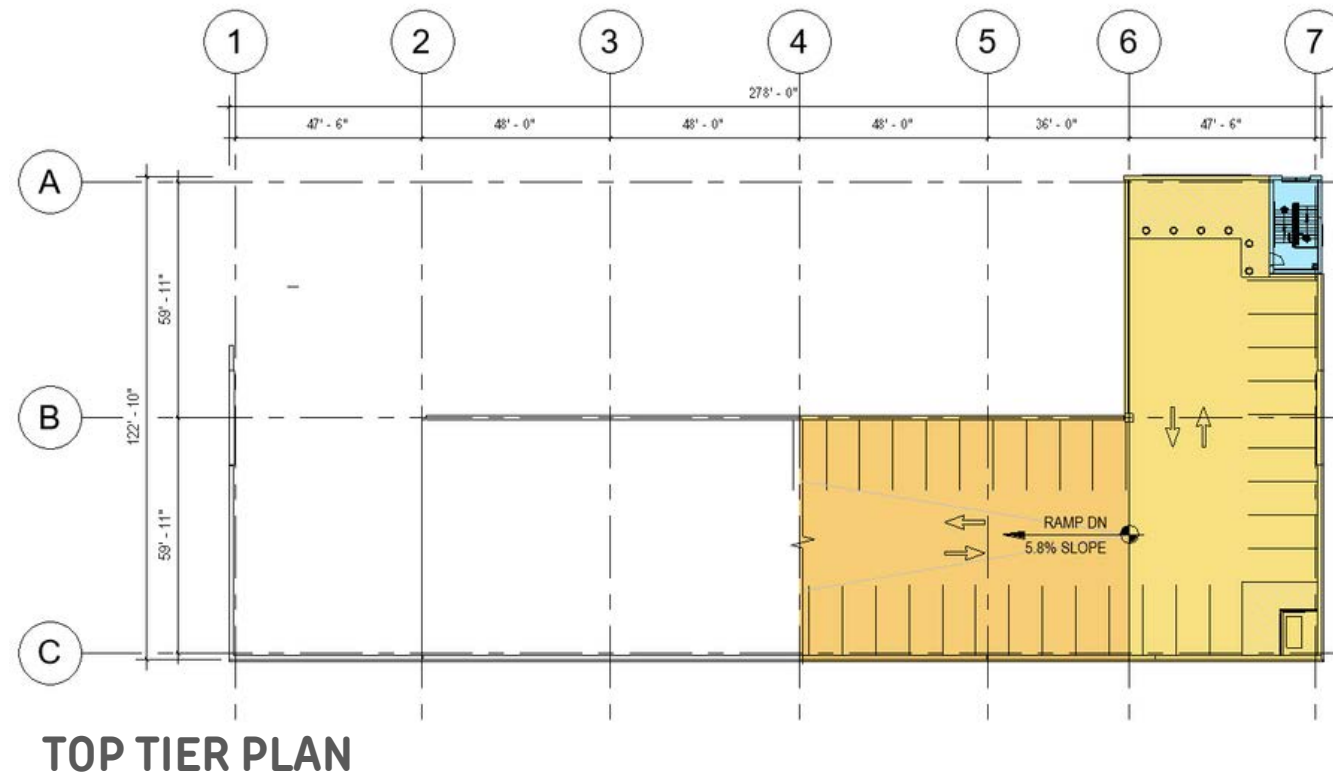 1 2 3 4 5 6 7
278' - 0"
47' - 6" 48' - 0" 48' - 0" 48' - 0" 36' - 0" 47' - 6"
A
59' - 11"
B
122' - 10"
RAMP DN
5.8% SLOPE
59' - 11"
C
TOP TIER PLAN